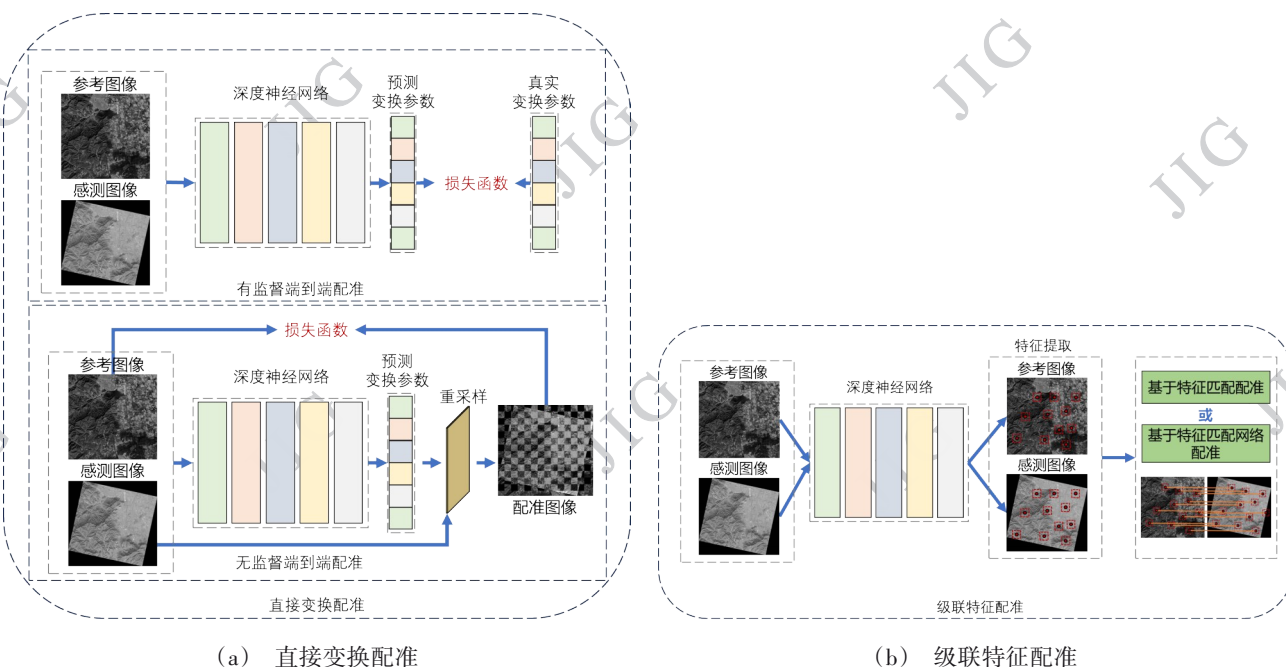 参考图像
深度神经网络
预测
变换参数
真实
变换参数
感测图像
损失函数
有监督端到端配准
损失函数
参考图像
深度神经网络
预测
变换参数
重采样
感测图像
配准图像
无监督端到端配准
直接变换配准
(a) 直接变换配准
参考图像
深度神经网络
特征提取
参考图像
感测图像
感测图像
基于特征匹配配准
或
基于特征匹配网络
配准
级联特征配准
(b) 级联特征配准
JIG
JIG
JIG
JIG
JIG
JIG